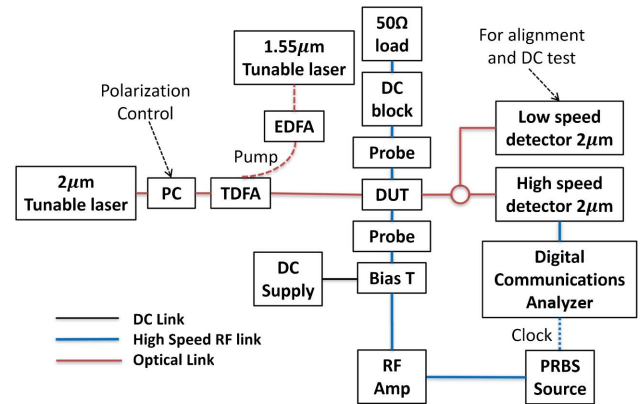 50Ω
load
1.55μm
Tunable laser
For alignment
and DC test
Polarization
Control
DC
block
EDFA
Low speed
detector 2μm
Pump
Probe
2μm
Tunable laser
PC
TDFA
DUT
High speed
detector 2μm
Probe
DC
Supply
Bias T
Digital
Communications
Analyzer
DC Link
High Speed RF link
Optical Link
Clock
RF
Amp
PRBS
Source